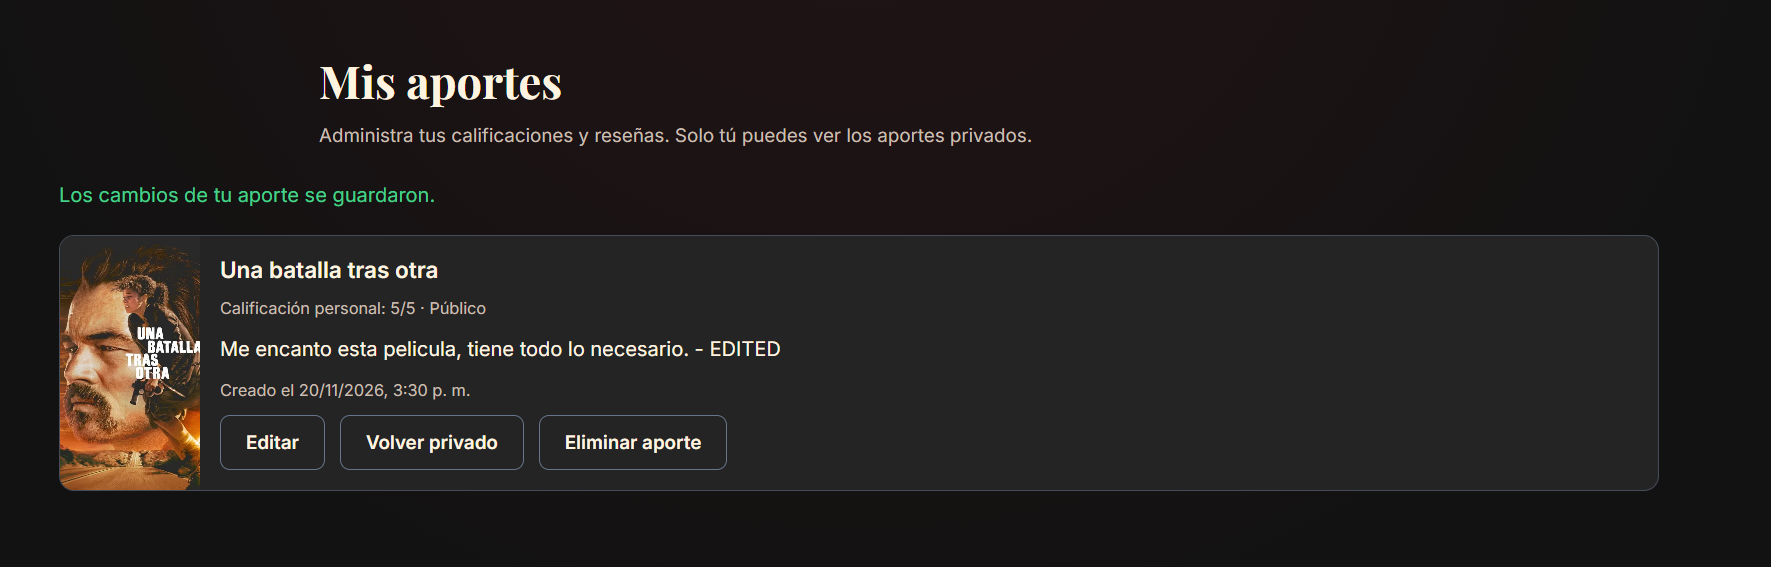 Mis aportes
Administra tus calificaciones y reseñas. Solo tú puedes ver los aportes privados.
Los cambios de tu aporte se guardaron.
Una batalla tras otra
Calificación personal: 5/5 · Público
Me encanto esta pelicula, tiene todo lo necesario. - EDITED
Creado el 20/11/2026, 3:30 p. m.
Editar
Volver privado
Eliminar aporte
UNA
BATALLA
TRAS
OTRA